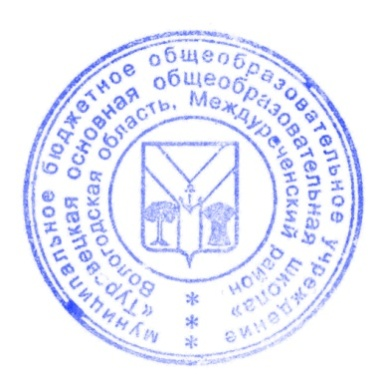 муниципальное бюджетное общеобразовательное учреждение
«Туровецкая основная общеобразовательная школа»
Вологодская область, Междуреченский район
* * *